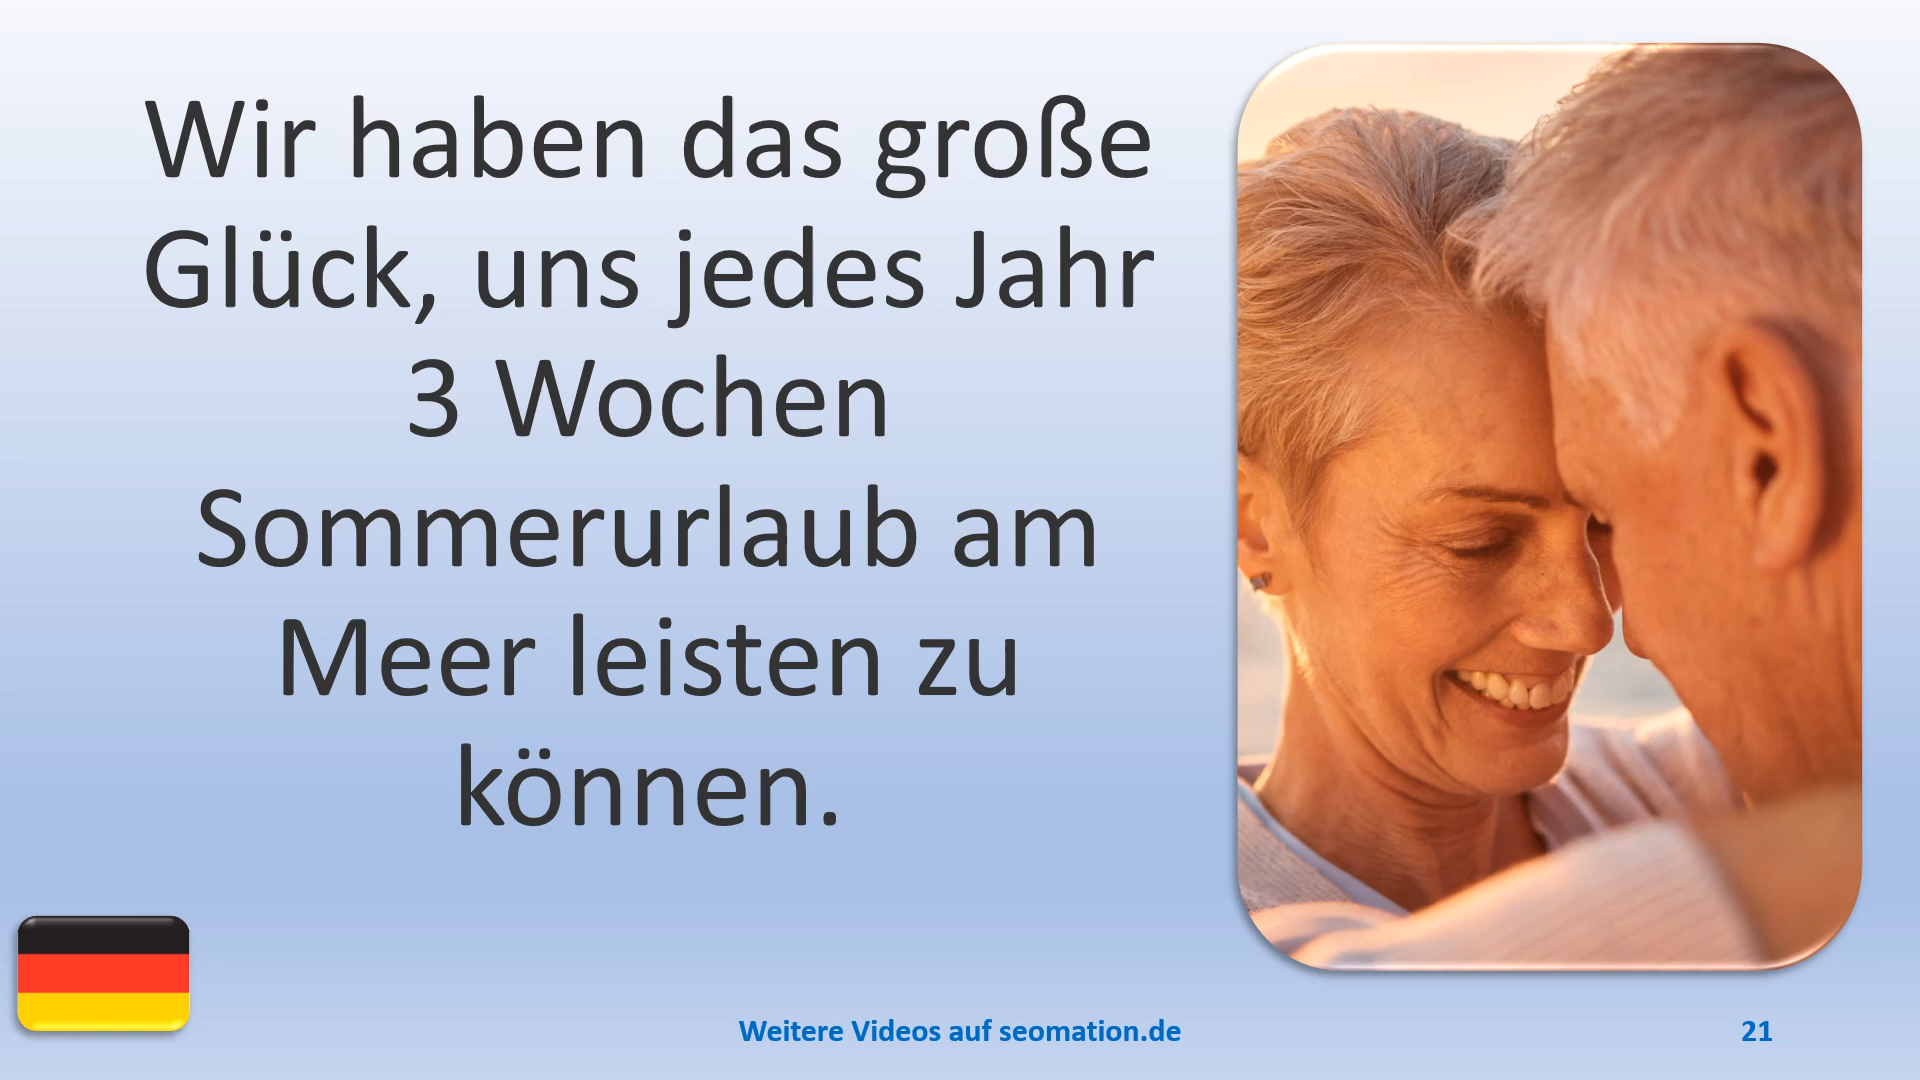 Wir haben das große
Glück, uns jedes Jahr
3 Wochen
Sommerurlaub am
Meer leisten zu
können.
Weitere Videos auf seomation.de
21